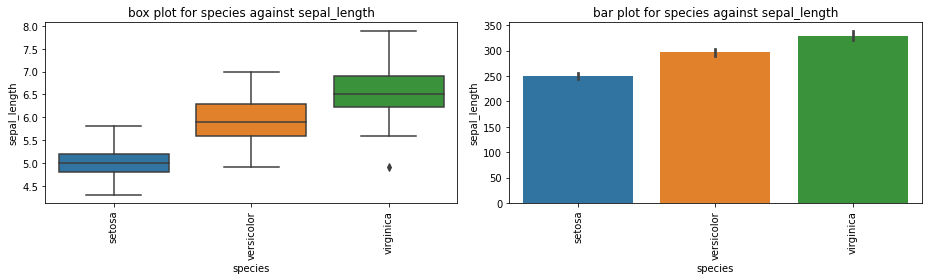 box plot for species against sepal_length
8.0
7.5
7.0
6.5
6.0
5.5
5.0
4.5
sepal_length
setosa
versicolor
virginica
species
bar plot for species against sepal_length
350
300
250
200
150
100
50
0
sepal_length
setosa
versicolor
virginica
species